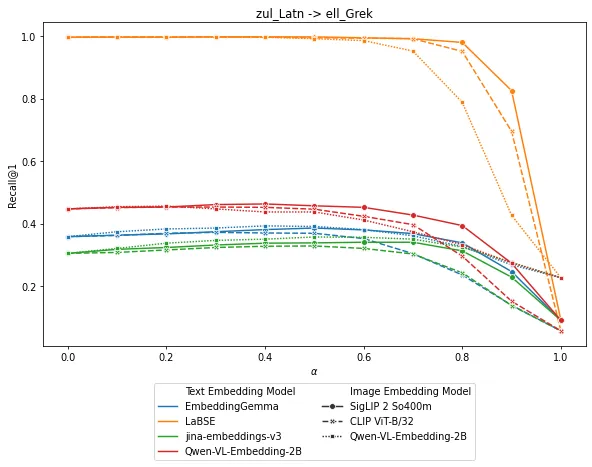 zul_Latn -> ell_Grek
1.0
0.8
0.6
0.4
0.2
Recall@1
0.0 0.2 0.4 0.6 0.8 1.0
α
Text Embedding Model Image Embedding Model
EmbeddingGemma SigLIP 2 So400m
LaBSE CLIP ViT-B/32
jina-embeddings-v3 Qwen-VL-Embedding-2B
Qwen-VL-Embedding-2B